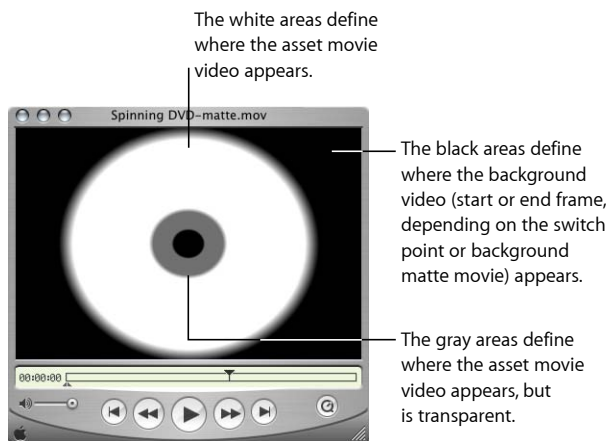 The white areas define
where the asset movie
video appears.
Spinning DVD-matte.mov
The black areas define
where the background
video (start or end frame,
depending on the switch
point or background
matte movie) appears.
The gray areas define
where the asset movie
video appears, but
is transparent.
00:00:00